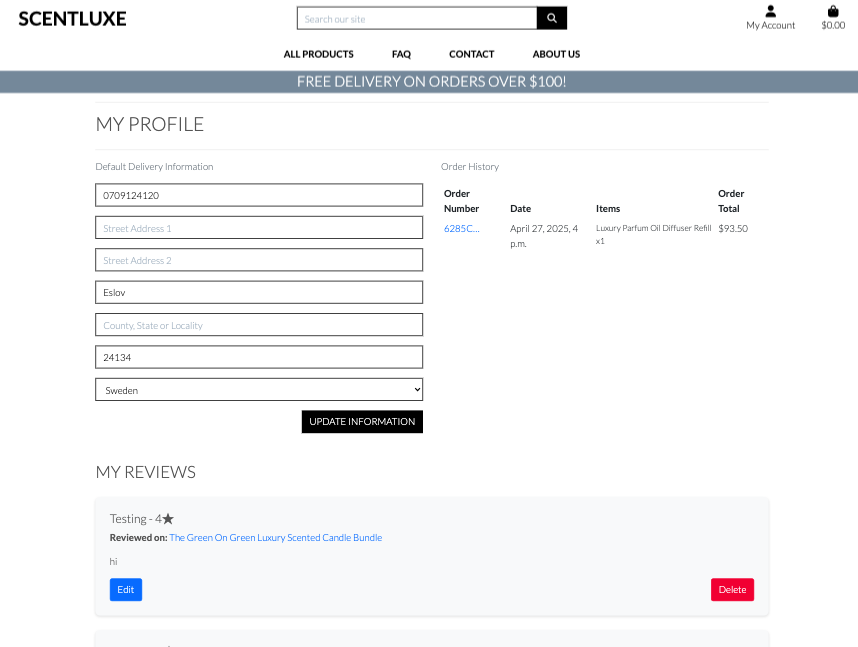 SCENTLUXE
Search our site
My Account
$0.00
ALL PRODUCTS FAQ CONTACT ABOUT US
FREE DELIVERY ON ORDERS OVER $100!
MY PROFILE
Default Delivery Information
0709124120
Street Address 1
Street Address 2
Eslov
County, State or Locality
24134
Sweden
UPDATE INFORMATION
Order History
Order Number Date Items Order Total
6285C... April 27, 2025, 4 p.m. Luxury Parfum Oil Diffuser Refill x1 $93.50
MY REVIEWS
Testing - 4★
Reviewed on: The Green On Green Luxury Scented Candle Bundle
hi
Edit
Delete